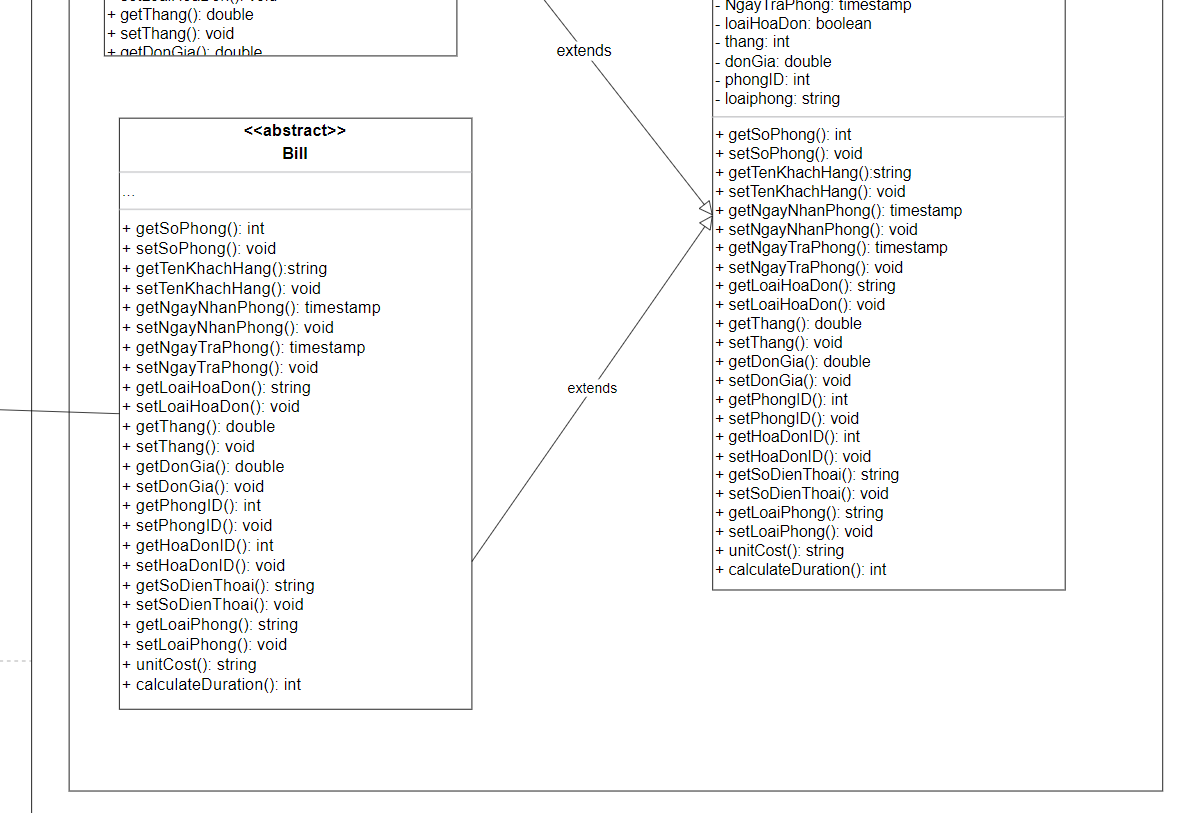 + getThang(): double
+ setThang(): void
+ getDonGia(): double
extends
- NgayTraPhong: timestamp
- loaiHoaDon: boolean
- thang: int
- donGia: double
- phongID: int
- loaiphong: string
+ getSoPhong(): int
+ setSoPhong(): void
+ getTenKhachHang():string
+ setTenKhachHang(): void
+ getNgayNhanPhong(): timestamp
+ setNgayNhanPhong(): void
+ getNgayTraPhong(): timestamp
+ setNgayTraPhong(): void
+ getLoaiHoaDon(): string
+ setLoaiHoaDon(): void
+ getThang(): double
+ setThang(): void
+ getDonGia(): double
+ setDonGia(): void
+ getPhongID(): int
+ setPhongID(): void
+ getHoaDonID(): int
+ setHoaDonID(): void
+ getSoDienThoai(): string
+ setSoDienThoai(): void
+ getLoaiPhong(): string
+ setLoaiPhong(): void
+ unitCost(): string
+ calculateDuration(): int
<<abstract>>
Bill
...
+ getSoPhong(): int
+ setSoPhong(): void
+ getTenKhachHang():string
+ setTenKhachHang(): void
+ getNgayNhanPhong(): timestamp
+ setNgayNhanPhong(): void
+ getNgayTraPhong(): timestamp
+ setNgayTraPhong(): void
+ getLoaiHoaDon(): string
+ setLoaiHoaDon(): void
+ getThang(): double
+ setThang(): void
+ getDonGia(): double
+ setDonGia(): void
+ getPhongID(): int
+ setPhongID(): void
+ getHoaDonID(): int
+ setHoaDonID(): void
+ getSoDienThoai(): string
+ setSoDienThoai(): void
+ getLoaiPhong(): string
+ setLoaiPhong(): void
+ unitCost(): string
+ calculateDuration(): int
extends